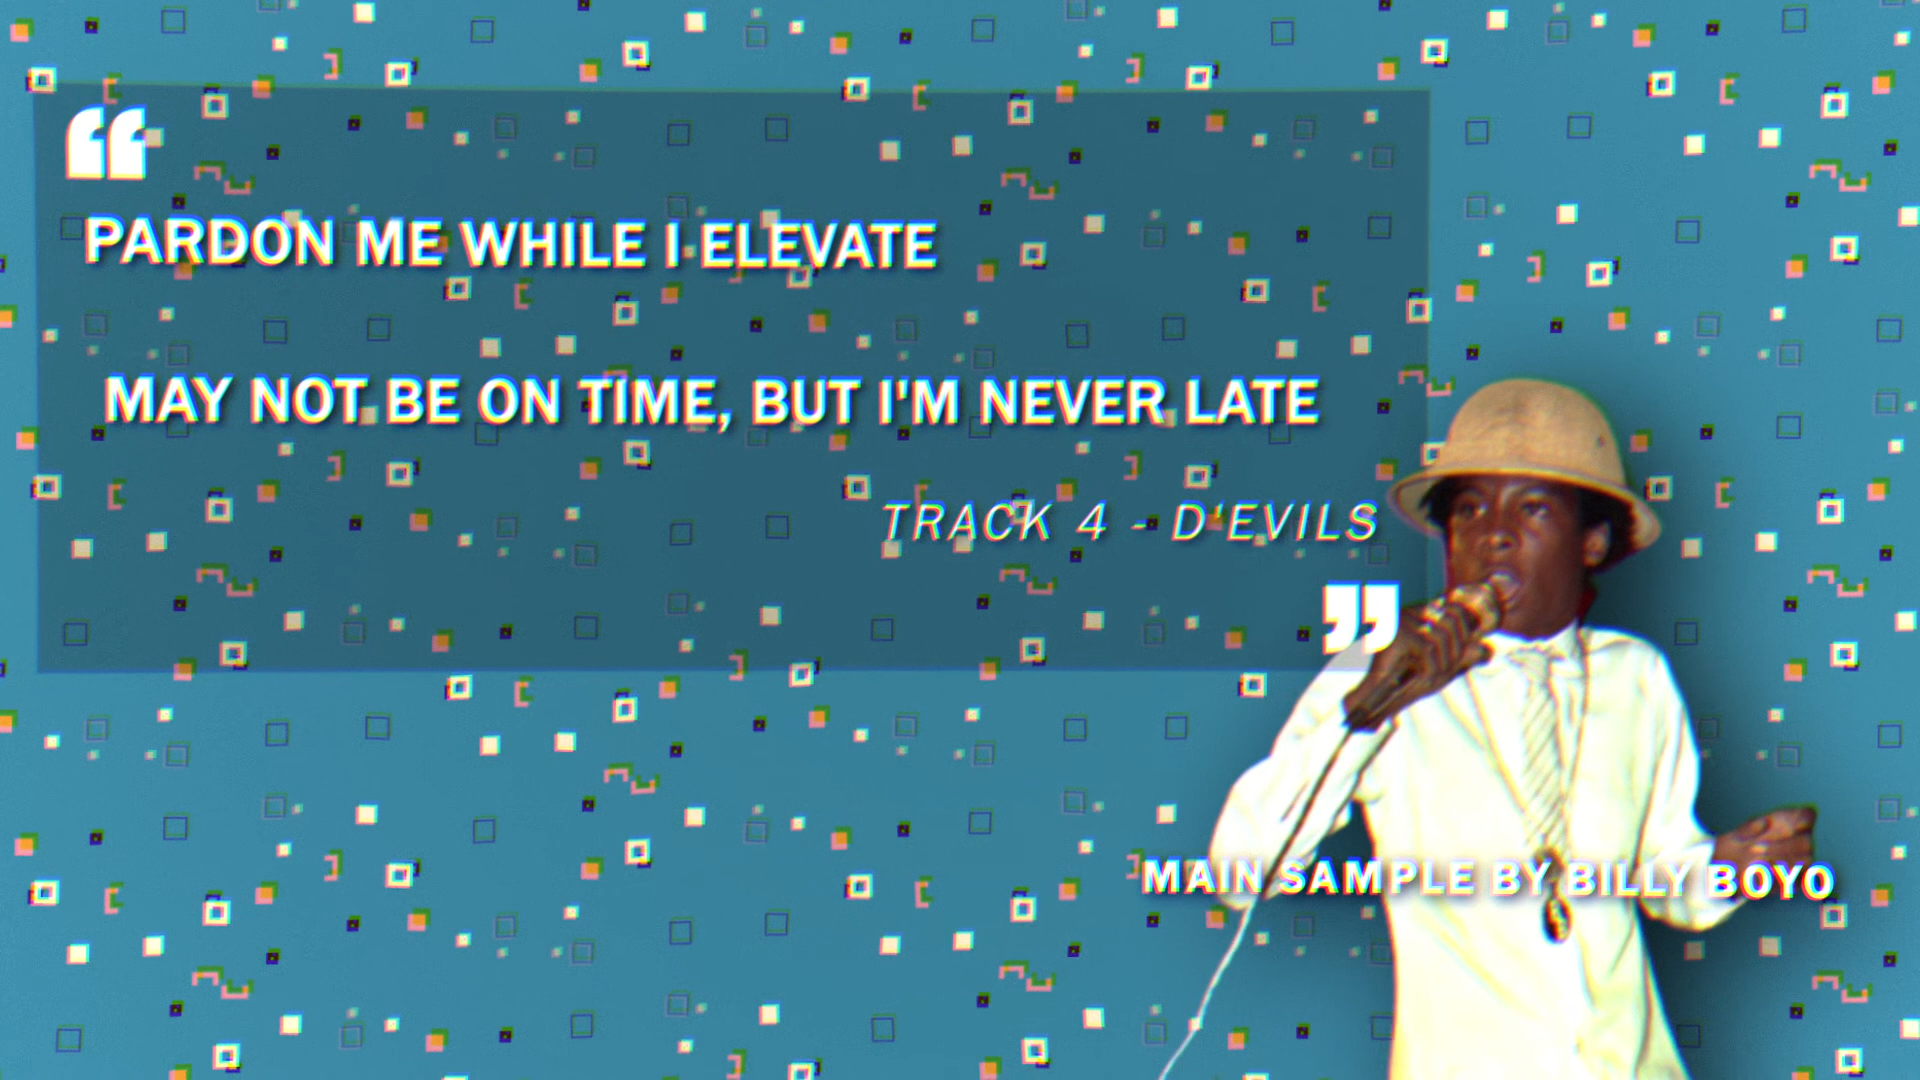 “
PARDON ME WHILE I ELEVATE
MAY NOT BE ON TIME, BUT I'M NEVER LATE
TRACK 4 - D'EVILS
”
MAIN SAMPLE BY BILLY BOYO